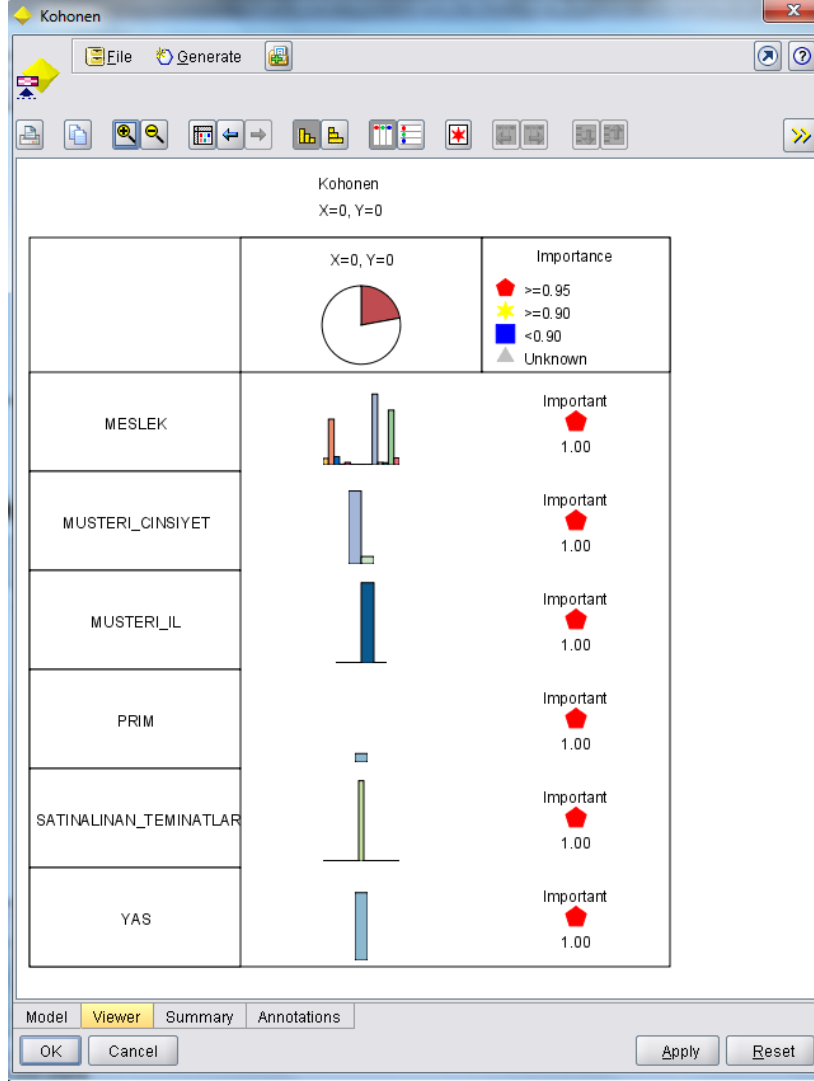 Kohonen
File Generate
Kohonen
X=0, Y=0
X=0, Y=0
Importance
>=0.95
>=0.90
<0.90
Unknown
MESLEK
Important
1.00
MUSTERI_CINSIYET
Important
1.00
MUSTERI_IL
Important
1.00
PRIM
Important
1.00
SATINALINAN_TEMINATLAR
Important
1.00
YAS
Important
1.00
Model Viewer Summary Annotations
OK Cancel Apply Reset